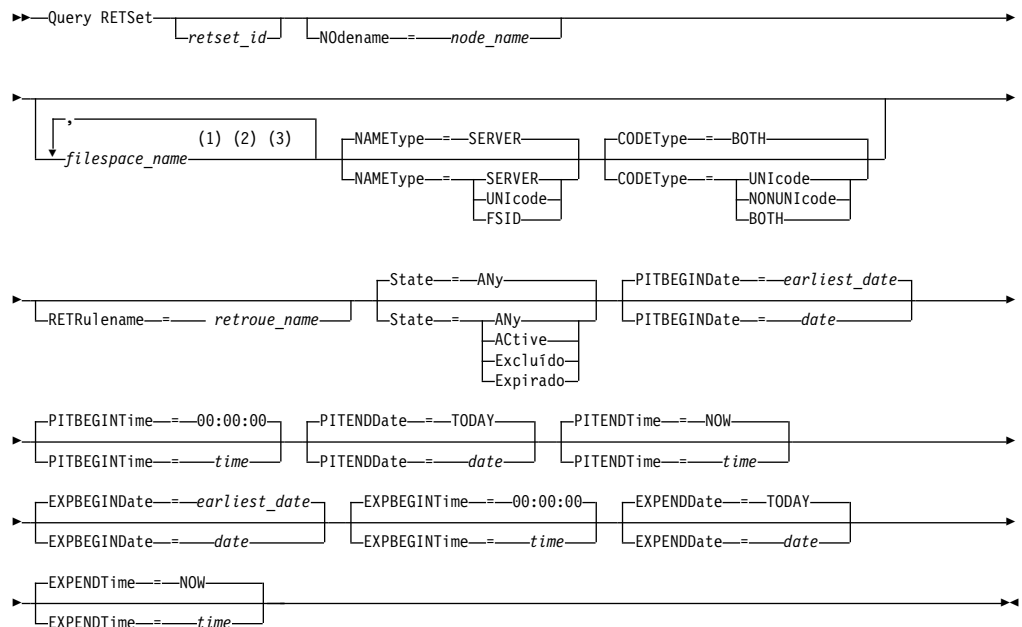 Query RETSet
retset_id
NOdename = node_name
,
(1) (2) (3)
filespace_name
NAMEType = SERVER
NAMEType = SERVER
UNIcode
FSID
CODEType = BOTH
CODEType = UNIcode
NONUNIcode
BOTH
RETRulename = retroue_name
State = ANy
State = ANy
ACtive
Excluído
Expirado
PITBEGINDate = earliest_date
PITBEGINDate = date
PITBEGINTime = 00:00:00
PITBEGINTime = time
PITENDDate = TODAY
PITENDDate = date
PITENDTime = NOW
PITENDTime = time
EXPBEGINDate = earliest_date
EXPBEGINDate = date
EXPBEGINTime = 00:00:00
EXPBEGINTime = time
EXPENDDate = TODAY
EXPENDDate = date
EXPENDTime = NOW
EXPENDTime = time